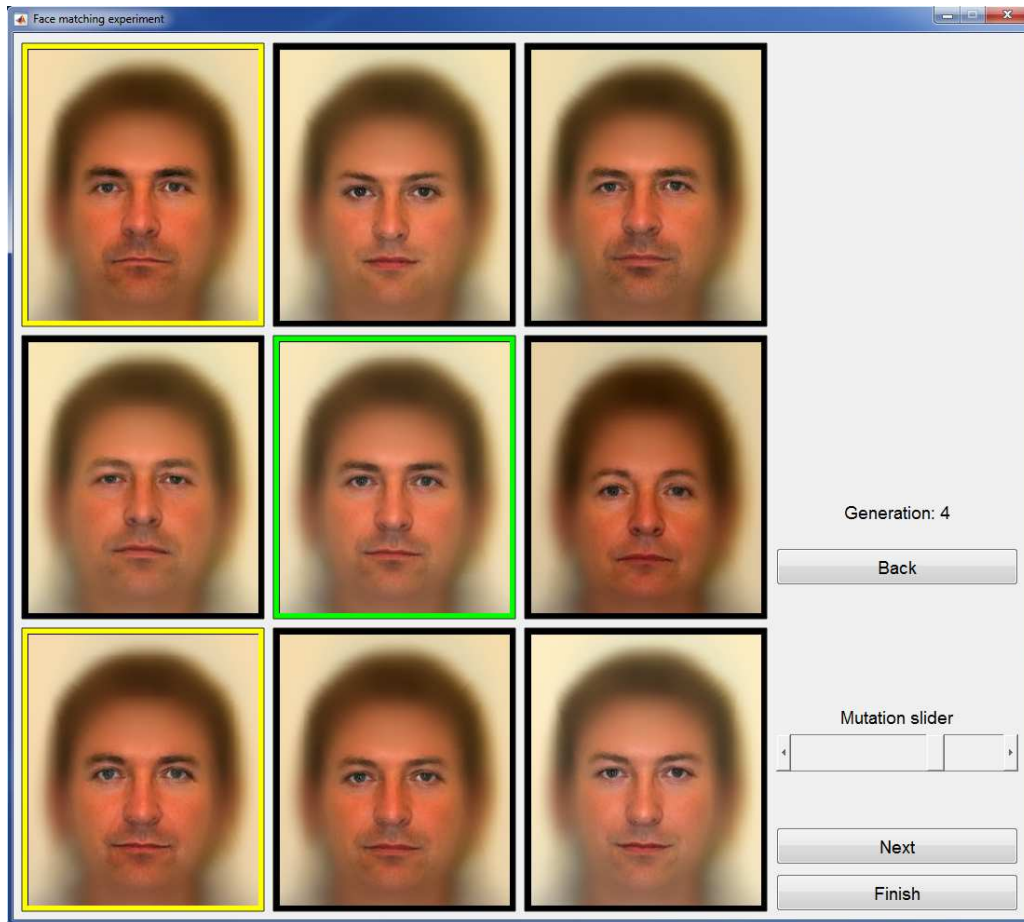 Face matching experiment
Generation: 4
Back
Mutation slider
Next
Finish